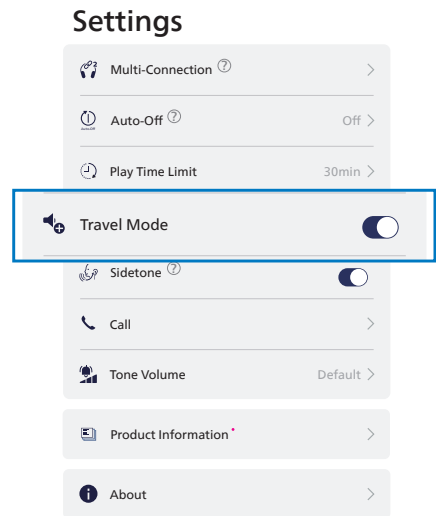 Settings
Multi-Connection ?
Auto-Off ? Off
Play Time Limit 30min
Travel Mode
Sidetone ?
Call
Tone Volume Default
Product Information
About